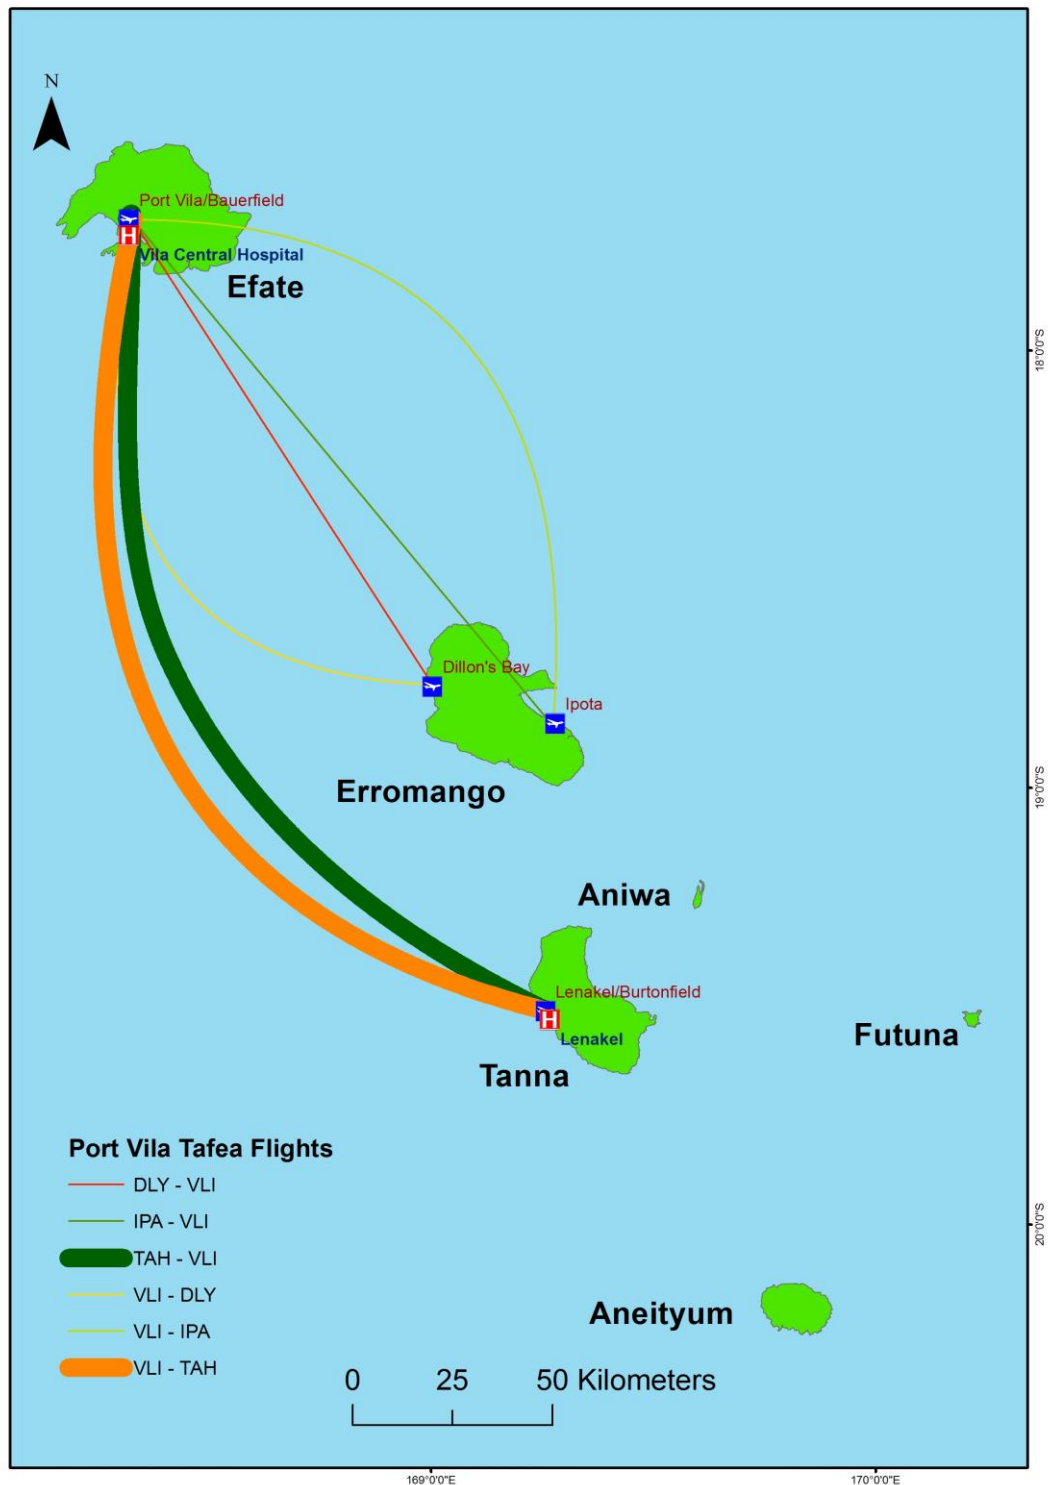 N
Port Vila/Bauerfield
H
Vila Central Hospital
Efate
18°0'0"S
Dillon's Bay
Ipota
Erromango
19°0'0"S
Aniwa
Lenakel/Burtonfield
H
Lenakel
Futuna
Tanna
Port Vila Tafea Flights
DLY - VLI
IPA - VLI
TAH - VLI
VLI - DLY
VLI - IPA
VLI - TAH
20°0'0"S
Aneityum
0 25 50 Kilometers
169°0'0"E 170°0'0"E